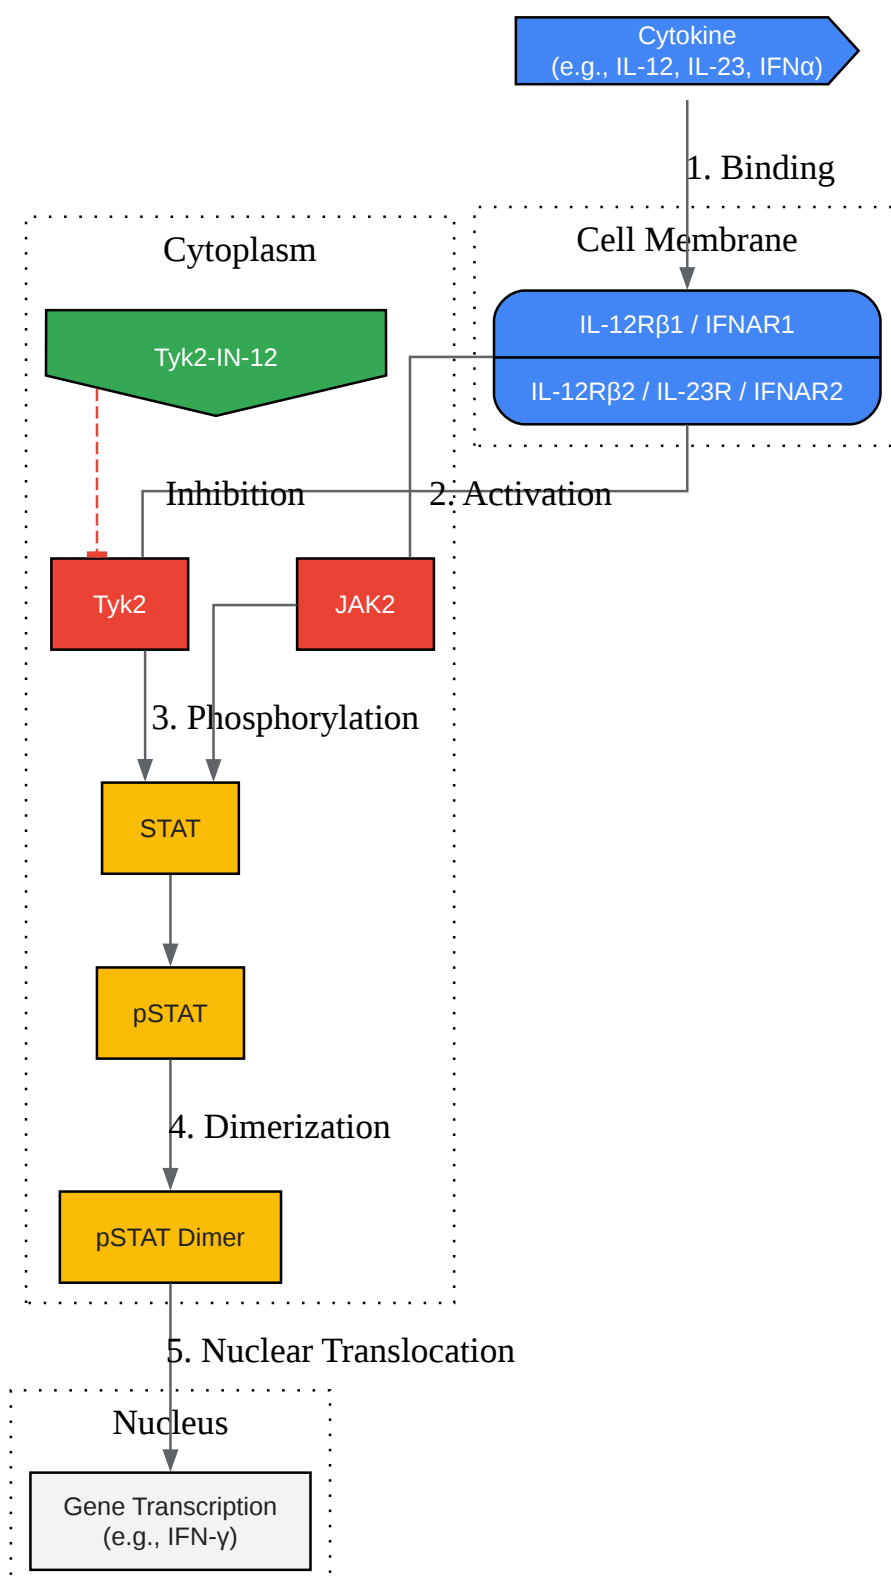 Cytokine
(e.g., IL-12, IL-23, IFNα)
1. Binding
Cytoplasm
Cell Membrane
Tyk2-IN-12
IL-12Rβ1 / IFNAR1
IL-12Rβ2 / IL-23R / IFNAR2
Inhibition
2. Activation
Tyk2
JAK2
3. Phosphorylation
STAT
pSTAT
4. Dimerization
pSTAT Dimer
5. Nuclear Translocation
Nucleus
Gene Transcription
(e.g., IFN-γ)